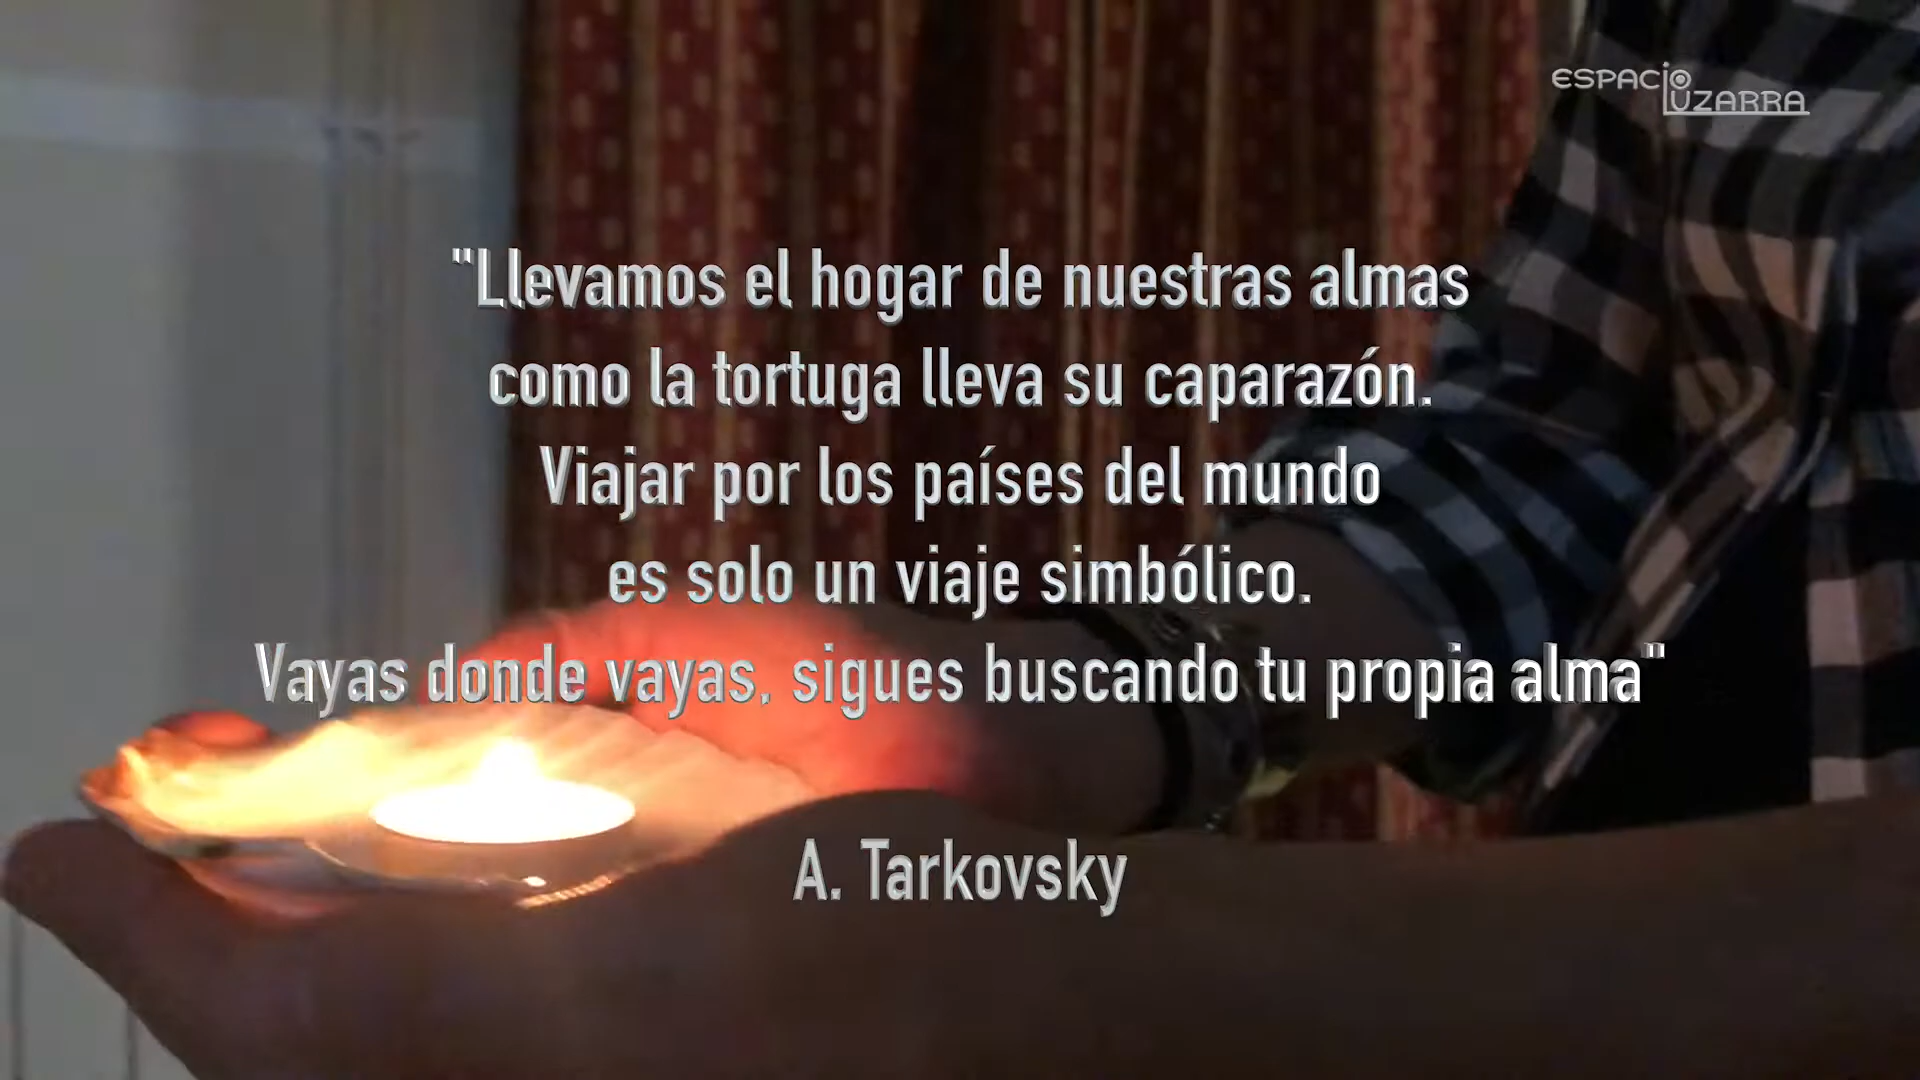 ESPACIO
LUZARRA
"Llevamos el hogar de nuestras almas
como la tortuga lleva su caparazón.
Viajar por los países del mundo
es solo un viaje simbólico.
Vayas donde vayas, sigues buscando tu propia alma"
A. Tarkovsky